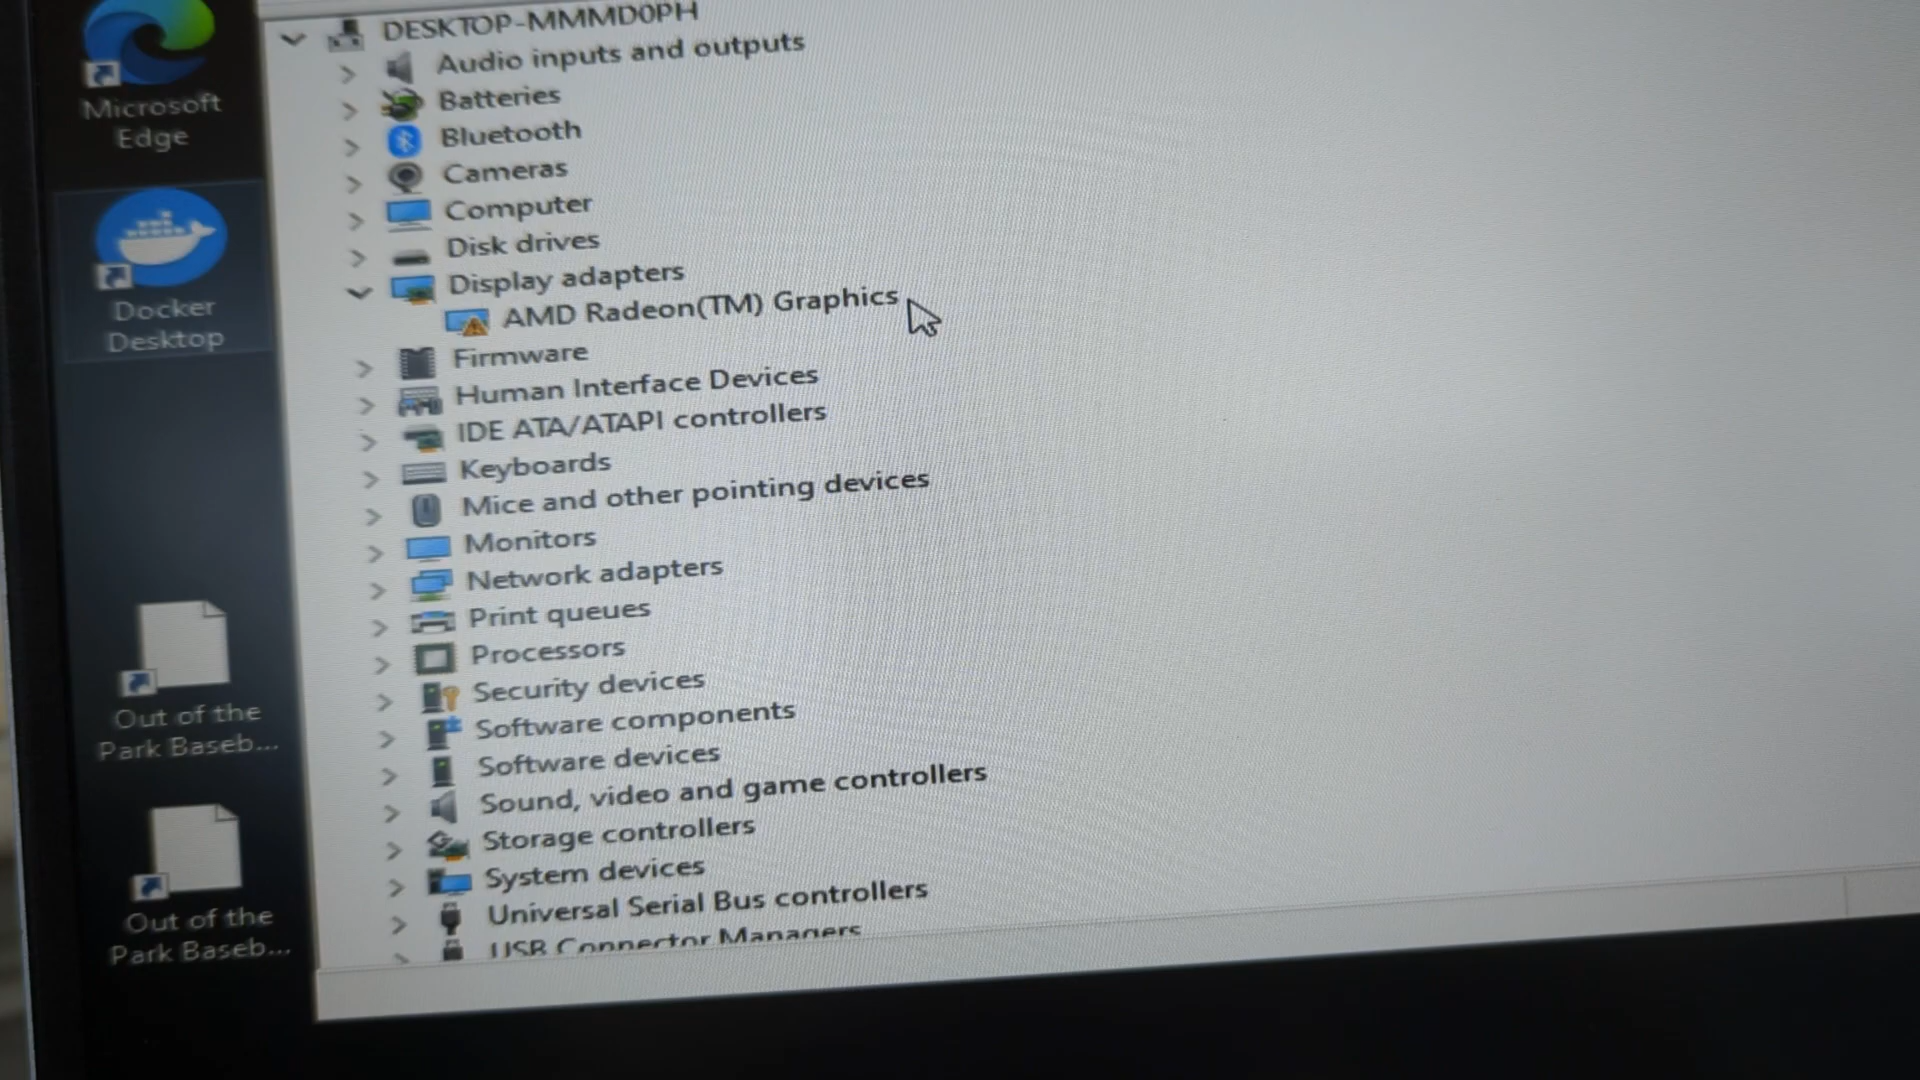 DESKTOP-MMMD0PH
Audio inputs and outputs
Batteries
Bluetooth
Cameras
Computer
Disk drives
Display adapters
AMD Radeon(TM) Graphics
Firmware
Human Interface Devices
IDE ATA/ATAPI controllers
Keyboards
Mice and other pointing devices
Monitors
Network adapters
Print queues
Processors
Security devices
Software components
Software devices
Sound, video and game controllers
Storage controllers
System devices
Universal Serial Bus controllers
USB Connector Managers
Microsoft
Edge
Docker
Desktop
Out of the
Park Baseb...
Out of the
Park Baseb...